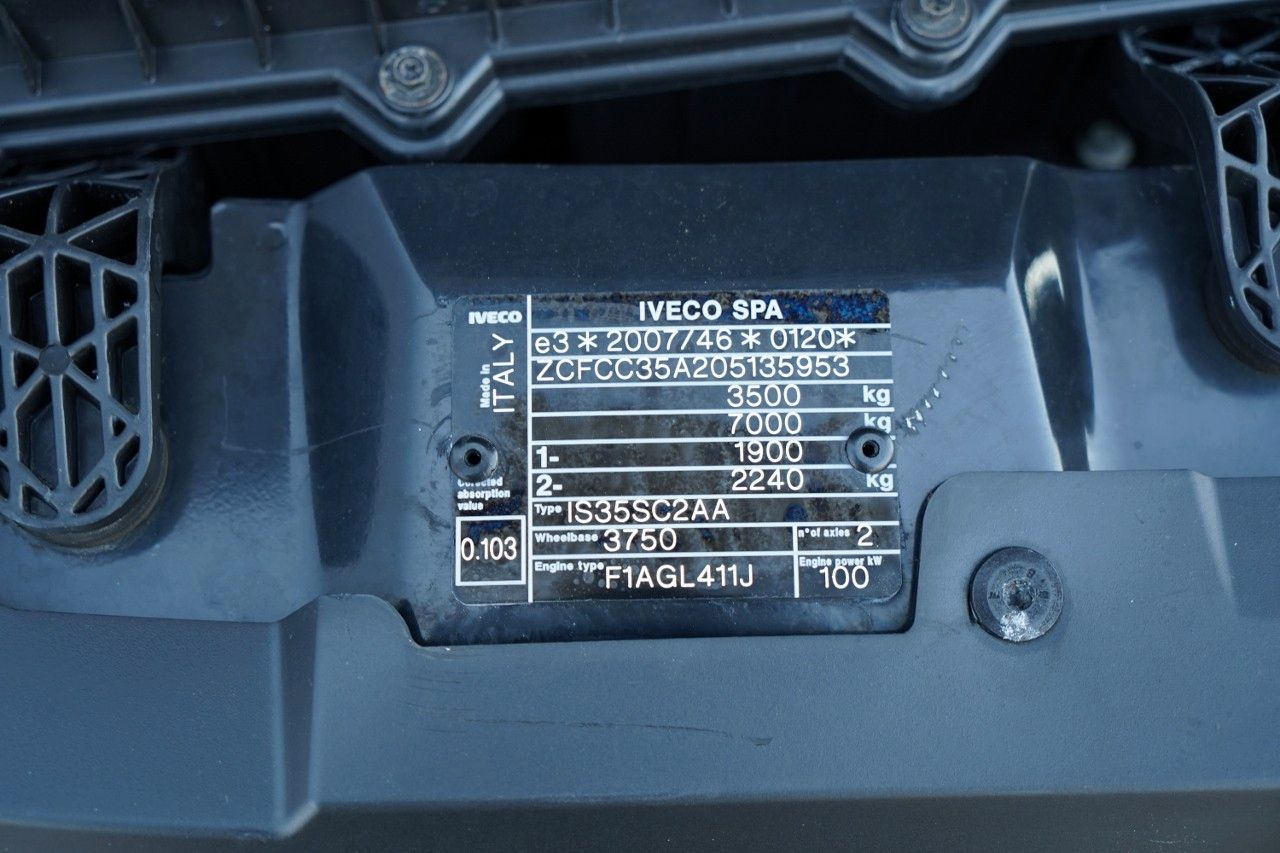 IVECO
Made in
ITALY
Corrected
absorption
value
0.103
IVECO SPA
e3 * 2007/46 * 0120*
ZCFCC35A205135953
3500 kg
7000 kg
1- 1900
2- 2240 kg
Type IS35SC2AA
Wheelbase 3750 n° of axles 2
Engine type F1AGL411J Engine power kW 100